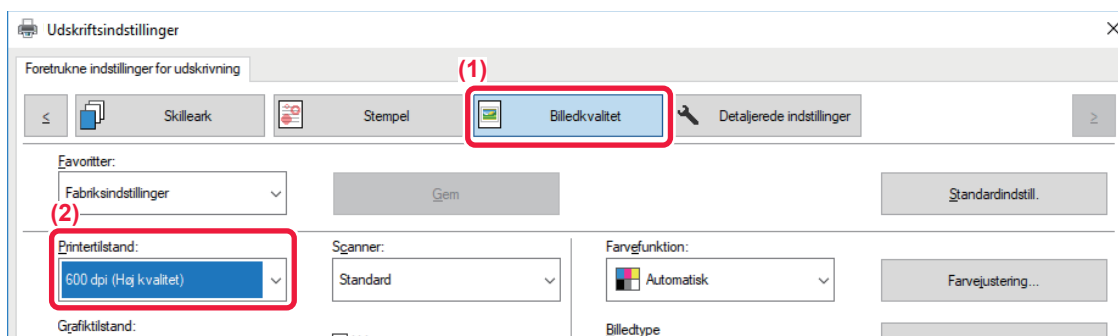 Udskriftsindstillinger
Foretrukne indstillinger for udskrivning
(1)
< Skilleark Stempel Billedkvalitet Detaljerede indstillinger >
Favoritter:
Fabriksindstillinger Gem Standardindstill.
(2)
Printertilstand: Scanner: Farvefunktion:
600 dpi (Høj kvalitet) Standard Automatisk Farvejustering...
Grafiktilstand: Billedtype